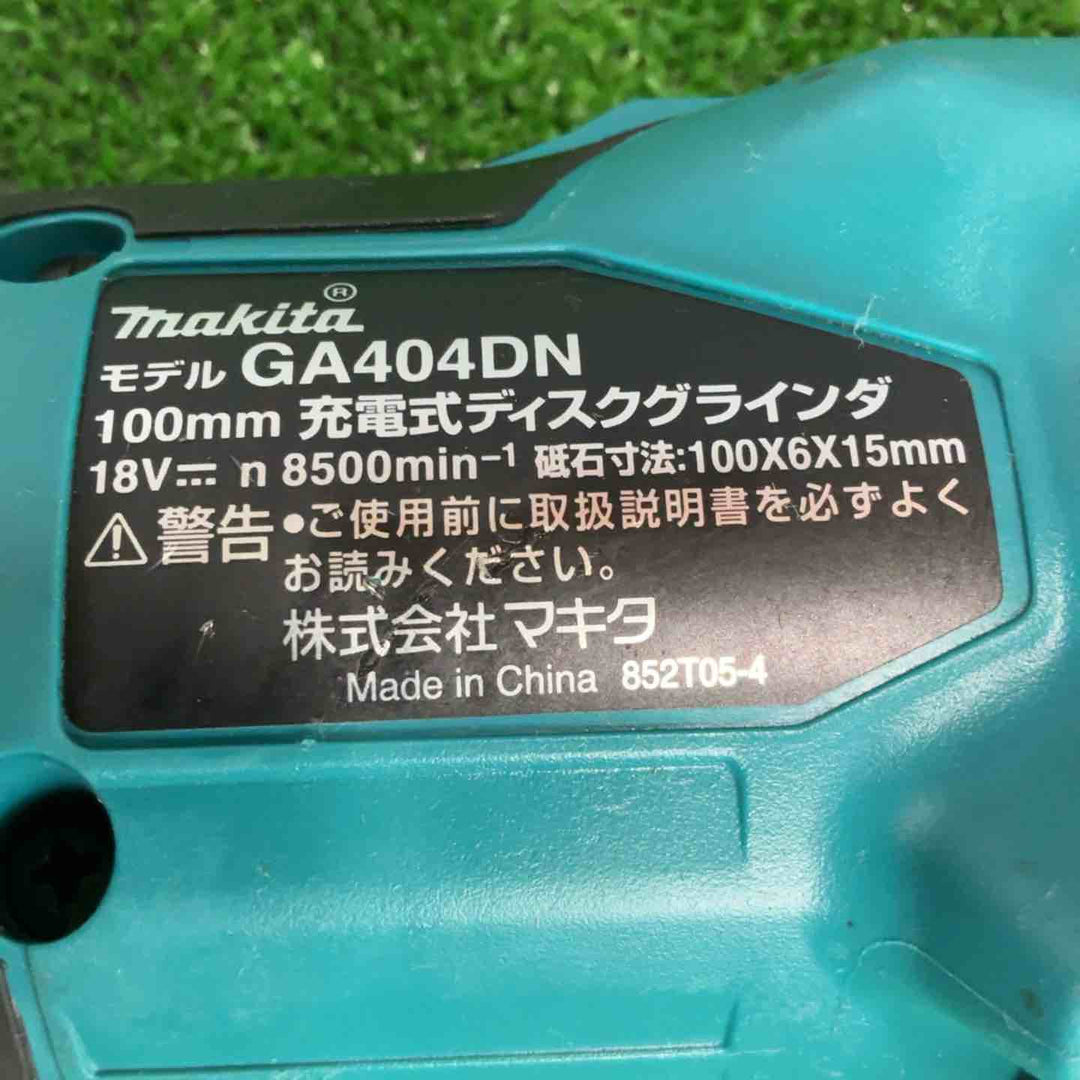 makita®
モデル GA404DN
100mm 充電式ディスクグラインダ
18V⎓ n 8500min⁻¹ 砥石寸法:100X6X15mm
⚠警告 ●ご使用前に取扱説明書を必ずよく
お読みください。
株式会社マキタ
Made in China 852T05-4